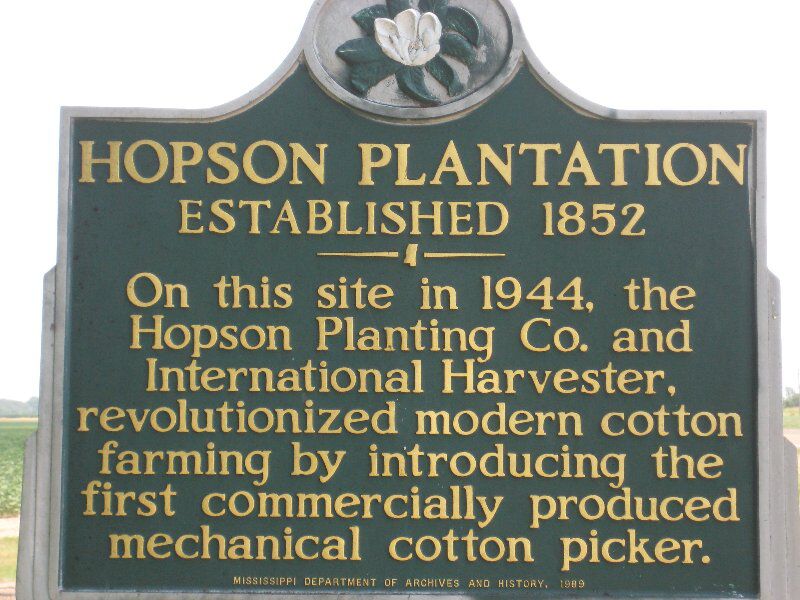 HOPSON PLANTATION
ESTABLISHED 1852
On this site in 1944, the
Hopson Planting Co. and
International Harvester,
revolutionized modern cotton
farming by introducing the
first commercially produced
mechanical cotton picker.
MISSISSIPPI DEPARTMENT OF ARCHIVES AND HISTORY, 1989